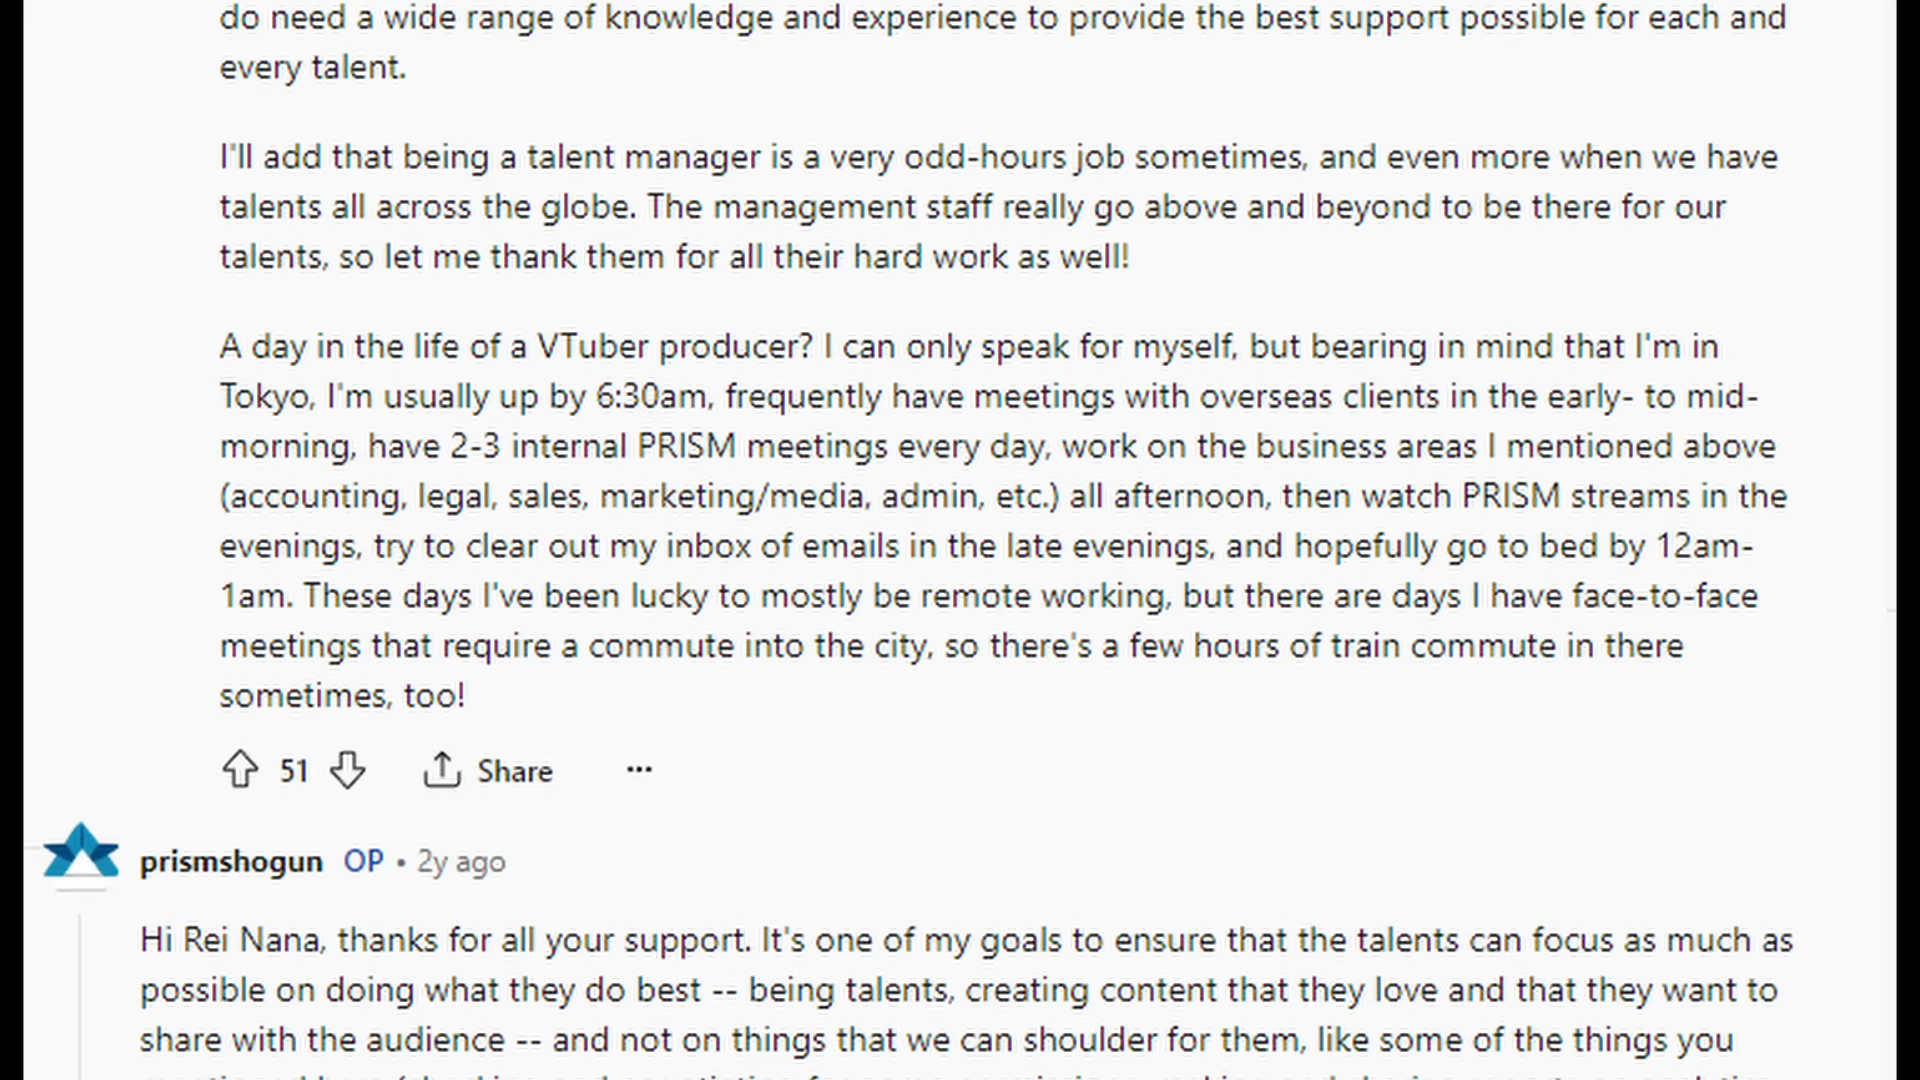 do need a wide range of knowledge and experience to provide the best support possible for each and
every talent.
I'll add that being a talent manager is a very odd-hours job sometimes, and even more when we have
talents all across the globe. The management staff really go above and beyond to be there for our
talents, so let me thank them for all their hard work as well!
A day in the life of a VTuber producer? I can only speak for myself, but bearing in mind that I'm in
Tokyo, I'm usually up by 6:30am, frequently have meetings with overseas clients in the early- to mid-
morning, have 2-3 internal PRISM meetings every day, work on the business areas I mentioned above
(accounting, legal, sales, marketing/media, admin, etc.) all afternoon, then watch PRISM streams in the
evenings, try to clear out my inbox of emails in the late evenings, and hopefully go to bed by 12am-
1am. These days I've been lucky to mostly be remote working, but there are days I have face-to-face
meetings that require a commute into the city, so there's a few hours of train commute in there
sometimes, too!
51 Share ...
prismshogun OP • 2y ago
Hi Rei Nana, thanks for all your support. It's one of my goals to ensure that the talents can focus as much as
possible on doing what they do best -- being talents, creating content that they love and that they want to
share with the audience -- and not on things that we can shoulder for them, like some of the things you